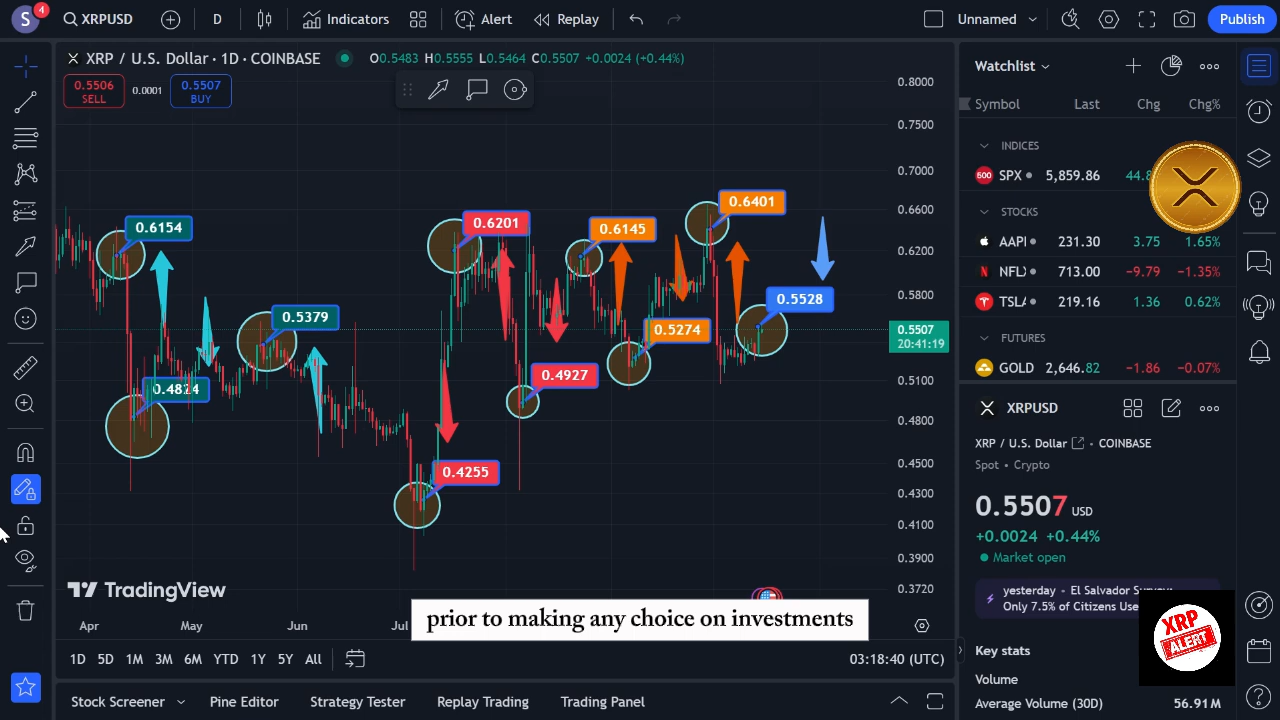 S
4
XRPUSD
D
Indicators
Alert
Replay
Unnamed
Publish
XRP / U.S. Dollar · 1D · COINBASE
O0.5483 H0.5555 L0.5464 C0.5507 +0.0024 (+0.44%)
0.5506
SELL
0.0001
0.5507
BUY
0.6154
0.4824
0.5379
0.6201
0.4255
0.4927
0.6145
0.5274
0.6401
0.5528
0.8000
0.7500
0.7000
0.6600
0.6200
0.5800
0.5507
20:41:19
0.5100
0.4800
0.4500
0.4300
0.4100
0.3900
0.3720
TradingView
prior to making any choice on investments
Apr
May
Jun
Jul
1D 5D 1M 3M 6M YTD 1Y 5Y All
03:18:40 (UTC)
Stock Screener
Pine Editor
Strategy Tester
Replay Trading
Trading Panel
Watchlist
Symbol Last Chg Chg%
INDICES
500 SPX 5,859.86 44.8
STOCKS
AAPL 231.30 3.75 1.65%
NFLX 713.00 −9.79 −1.35%
TSLA 219.16 1.36 0.62%
FUTURES
GOLD 2,646.82 −1.86 −0.07%
XRPUSD
XRP / U.S. Dollar · COINBASE
Spot · Crypto
0.5507 USD
+0.0024 +0.44%
Market open
yesterday · El Salvador Survey:
Only 7.5% of Citizens Use
XRP
ALERT
Key stats
Volume
Average Volume (30D) 56.91M